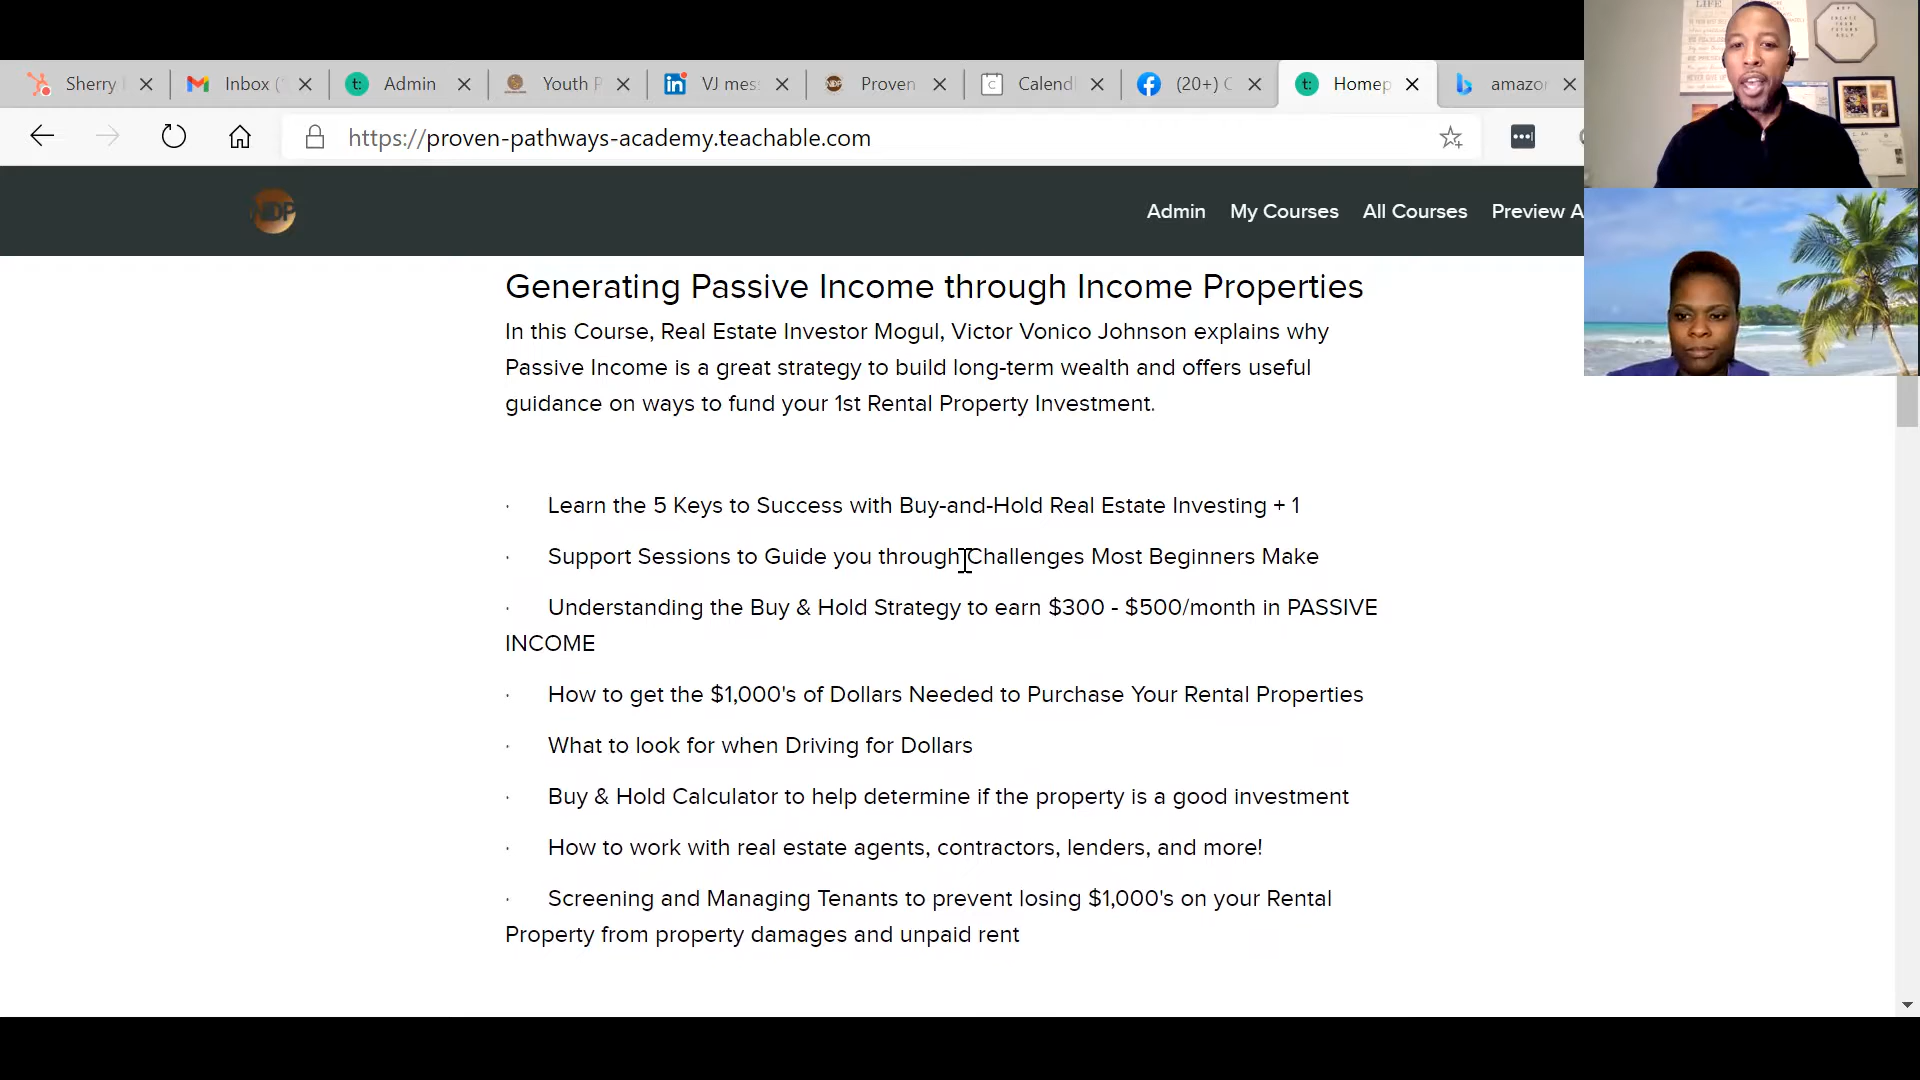 Sherry
Inbox (
Admin
Youth P
VJ mes
Proven
Calend
(20+) C
Homep
amazo
https://proven-pathways-academy.teachable.com
NDP
Admin
My Courses
All Courses
Preview A
LIFE
Generating Passive Income through Income Properties
In this Course, Real Estate Investor Mogul, Victor Vonico Johnson explains why
Passive Income is a great strategy to build long-term wealth and offers useful
guidance on ways to fund your 1st Rental Property Investment.
· Learn the 5 Keys to Success with Buy-and-Hold Real Estate Investing + 1
· Support Sessions to Guide you through Challenges Most Beginners Make
· Understanding the Buy & Hold Strategy to earn $300 - $500/month in PASSIVE
INCOME
· How to get the $1,000's of Dollars Needed to Purchase Your Rental Properties
· What to look for when Driving for Dollars
· Buy & Hold Calculator to help determine if the property is a good investment
· How to work with real estate agents, contractors, lenders, and more!
· Screening and Managing Tenants to prevent losing $1,000's on your Rental
Property from property damages and unpaid rent